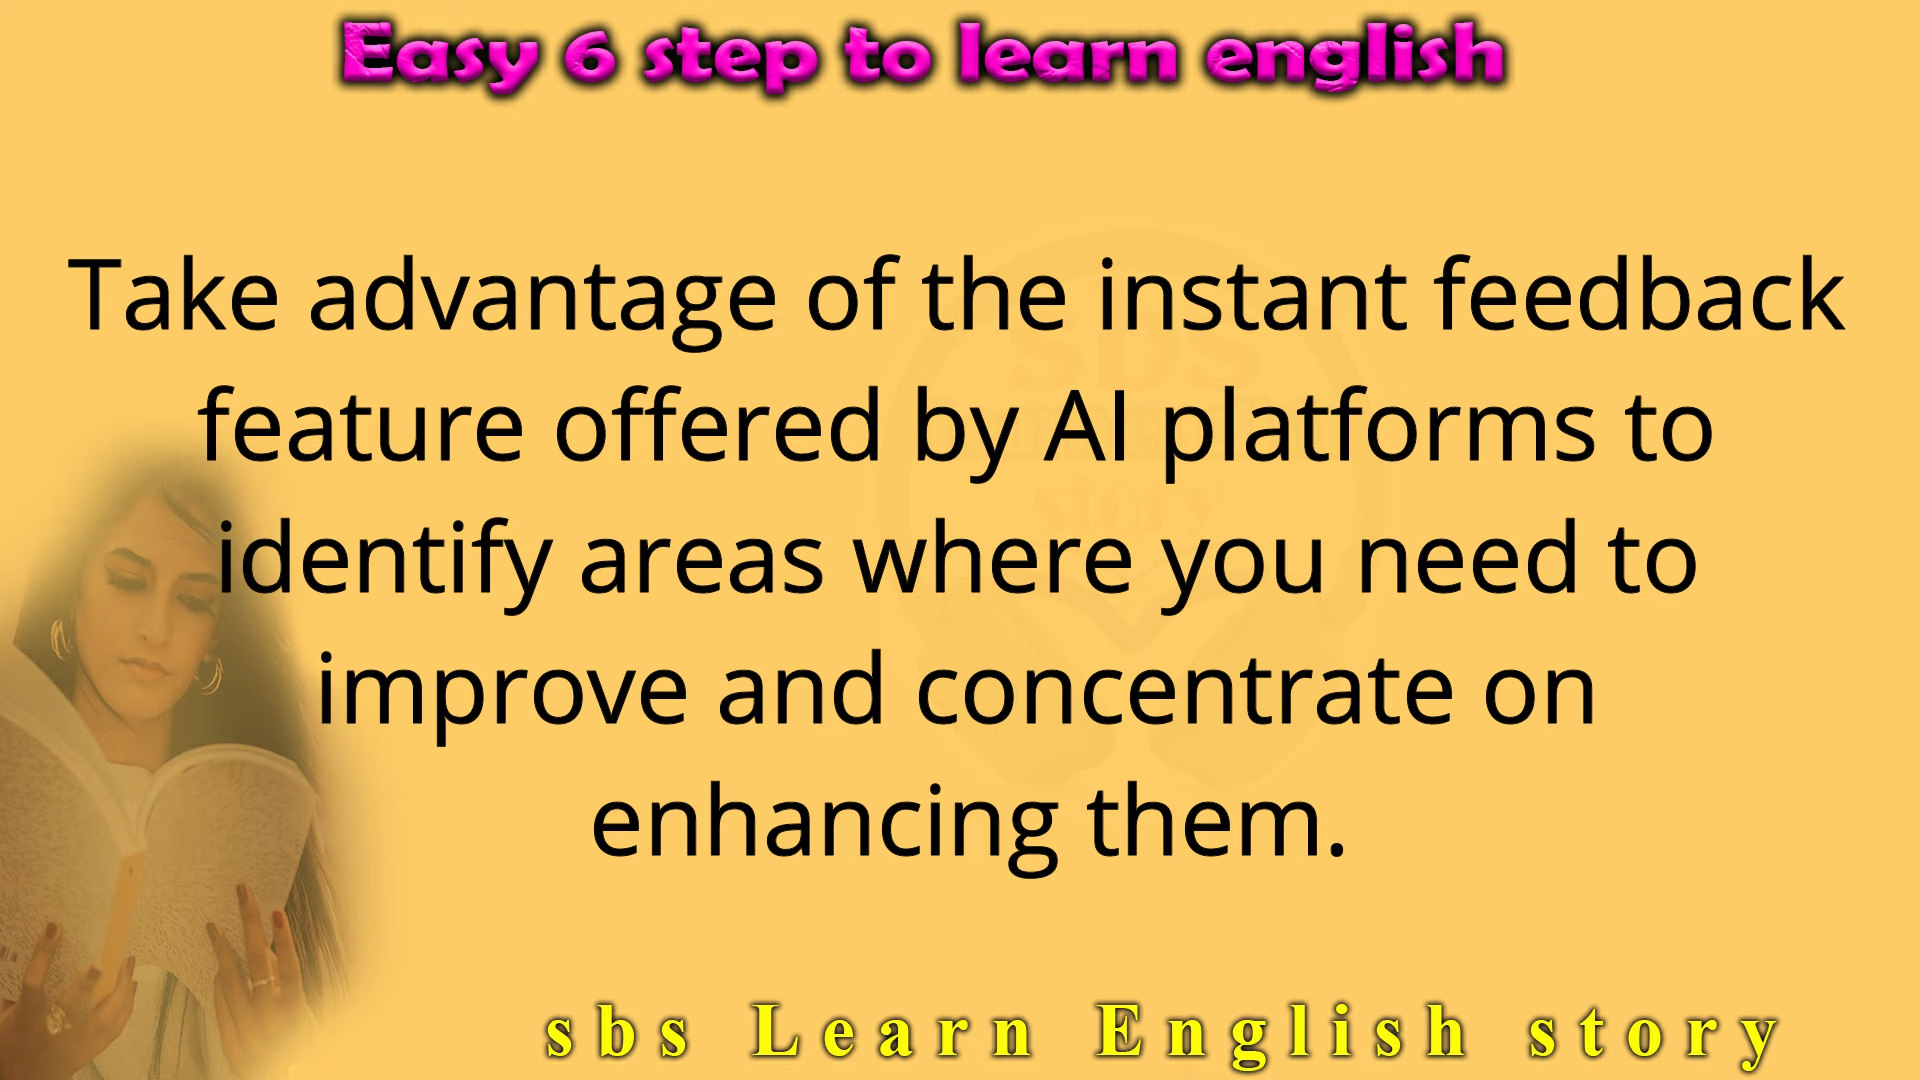 Easy 6 step to learn english
Take advantage of the instant feedback
feature offered by AI platforms to
identify areas where you need to
improve and concentrate on
enhancing them.
sbs Learn English story